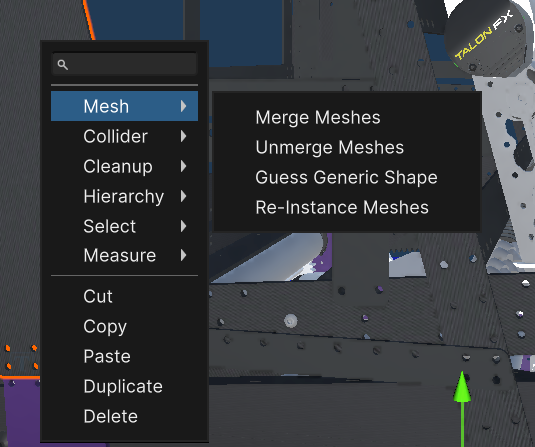 TALON FX
Mesh
Collider
Cleanup
Hierarchy
Select
Measure
Cut
Copy
Paste
Duplicate
Delete
Merge Meshes
Unmerge Meshes
Guess Generic Shape
Re-Instance Meshes